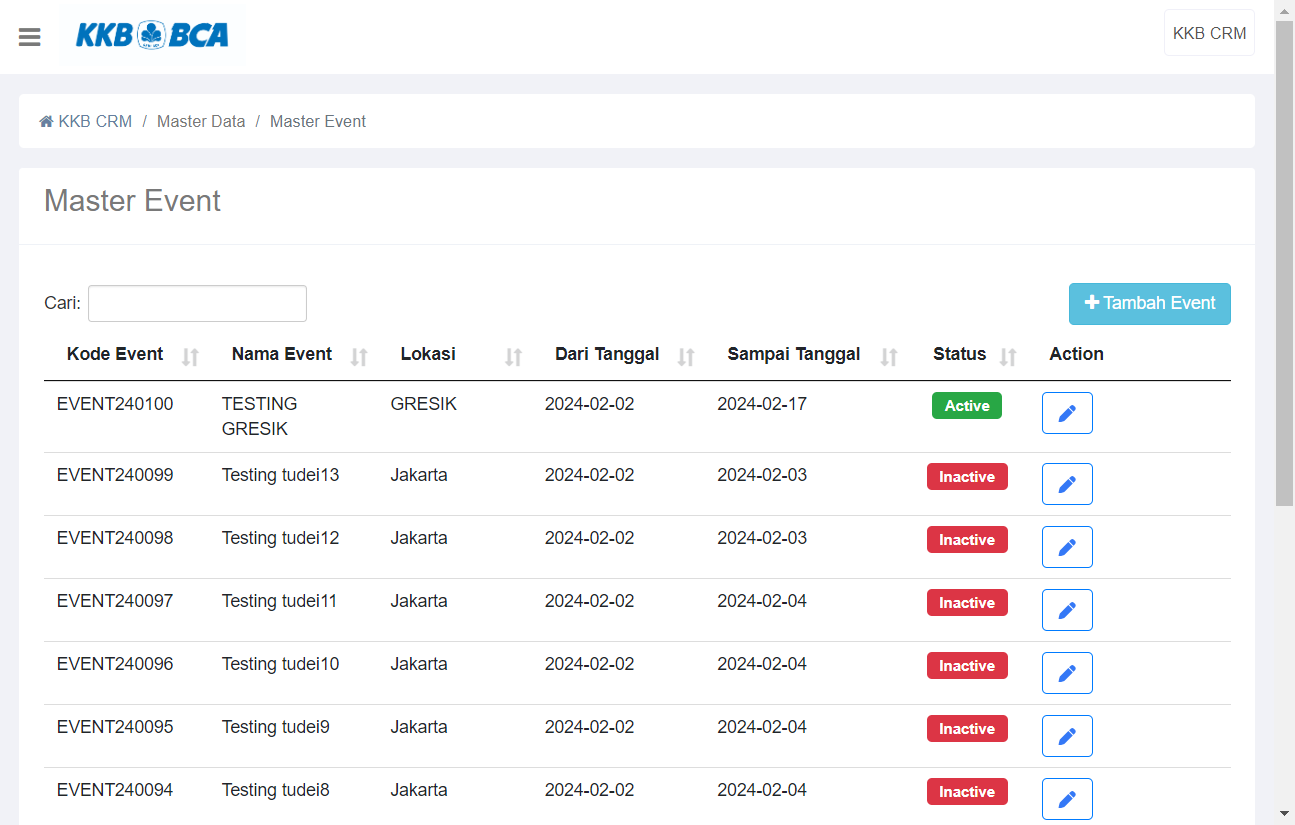 KKB BCA
KKB CRM
KKB CRM / Master Data / Master Event
Master Event
Cari:
Tambah Event
Kode Event Nama Event Lokasi Dari Tanggal Sampai Tanggal Status Action
EVENT240100 TESTING GRESIK GRESIK 2024-02-02 2024-02-17 Active
EVENT240099 Testing tudei13 Jakarta 2024-02-02 2024-02-03 Inactive
EVENT240098 Testing tudei12 Jakarta 2024-02-02 2024-02-03 Inactive
EVENT240097 Testing tudei11 Jakarta 2024-02-02 2024-02-04 Inactive
EVENT240096 Testing tudei10 Jakarta 2024-02-02 2024-02-04 Inactive
EVENT240095 Testing tudei9 Jakarta 2024-02-02 2024-02-04 Inactive
EVENT240094 Testing tudei8 Jakarta 2024-02-02 2024-02-04 Inactive